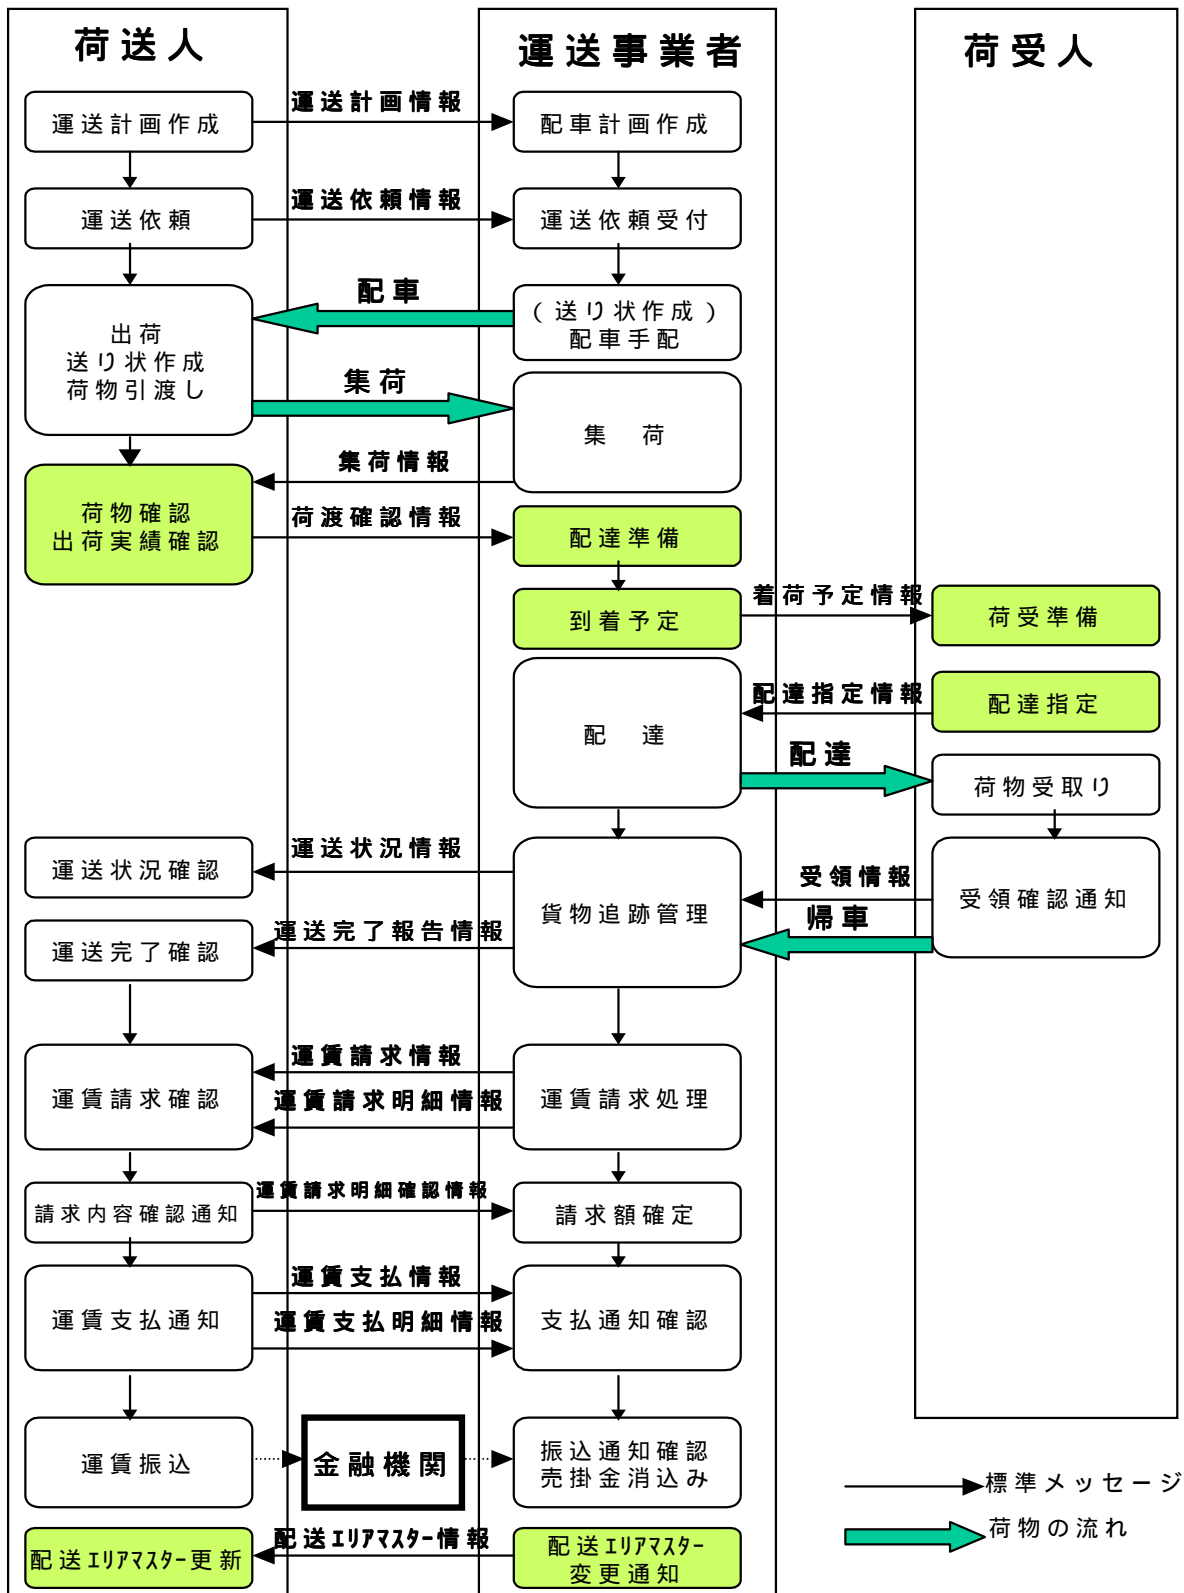 荷送人
運送事業者
荷受人
運送計画作成
運送計画情報
配車計画作成
運送依頼
運送依頼情報
運送依頼受付
出荷
送り状作成
荷物引渡し
配車
(送り状作成)
配車手配
集荷
集 荷
集荷情報
荷物確認
出荷実績確認
荷渡確認情報
配達準備
到着予定
着荷予定情報
荷受準備
配達指定情報
配達指定
配 達
配達
荷物受取り
運送状況確認
運送状況情報
貨物追跡管理
受領情報
受領確認通知
帰車
運送完了確認
運送完了報告情報
運賃請求確認
運賃請求情報
運賃請求明細情報
運賃請求処理
請求内容確認通知
運賃請求明細確認情報
請求額確定
運賃支払通知
運賃支払情報
運賃支払明細情報
支払通知確認
運賃振込
金融機関
振込通知確認
売掛金消込み
標準メッセージ
荷物の流れ
配送エリアマスター更新
配送エリアマスター情報
配送エリアマスター
変更通知